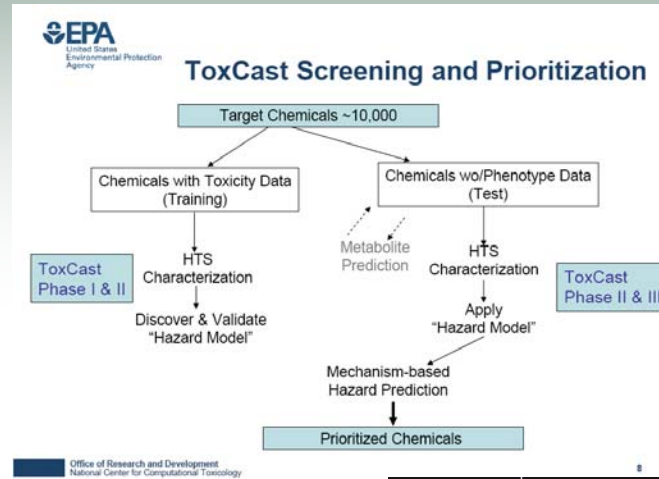 EPA
United States
Environmental Protection
Agency
ToxCast Screening and Prioritization
Target Chemicals ~10,000
Chemicals with Toxicity Data
(Training)
Chemicals wo/Phenotype Data
(Test)
Metabolite
Prediction
ToxCast
Phase I & II
HTS
Characterization
HTS
Characterization
ToxCast
Phase II & III
Discover & Validate
“Hazard Model”
Apply
“Hazard Model”
Mechanism-based
Hazard Prediction
Prioritized Chemicals
Office of Research and Development
National Center for Computational Toxicology
8